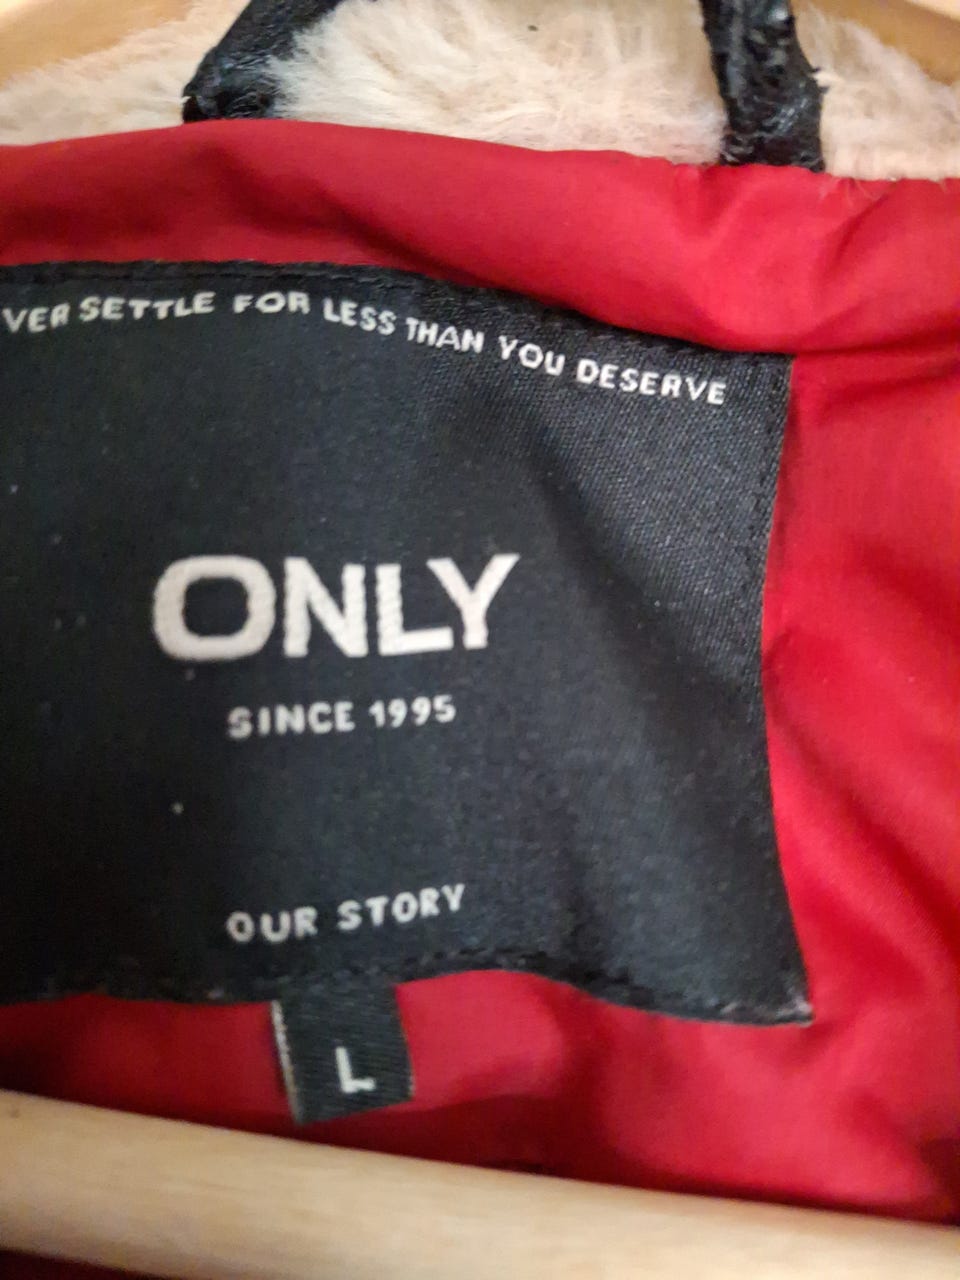 VER SETTLE FOR LESS THAN YOU DESERVE
ONLY
SINCE 1995
OUR STORY
L